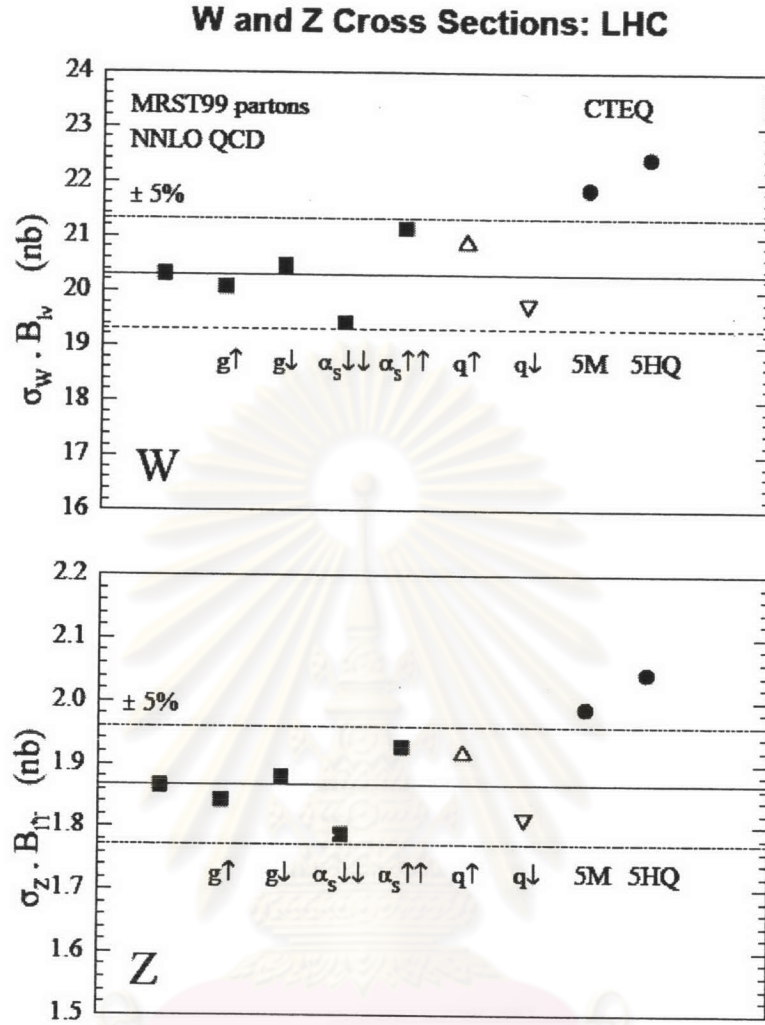 W and Z Cross Sections: LHC
24
23
22
21
20
19
18
17
16
σW · Blν (nb)
MRST99 partons
NNLO QCD
CTEQ
± 5%
g↑ g↓ αS↓↓ αS↑↑ q↑ q↓ 5M 5HQ
W
2.2
2.1
2.0
1.9
1.8
1.7
1.6
1.5
σZ · Bl⁺l⁻ (nb)
± 5%
g↑ g↓ αS↓↓ αS↑↑ q↑ q↓ 5M 5HQ
Z